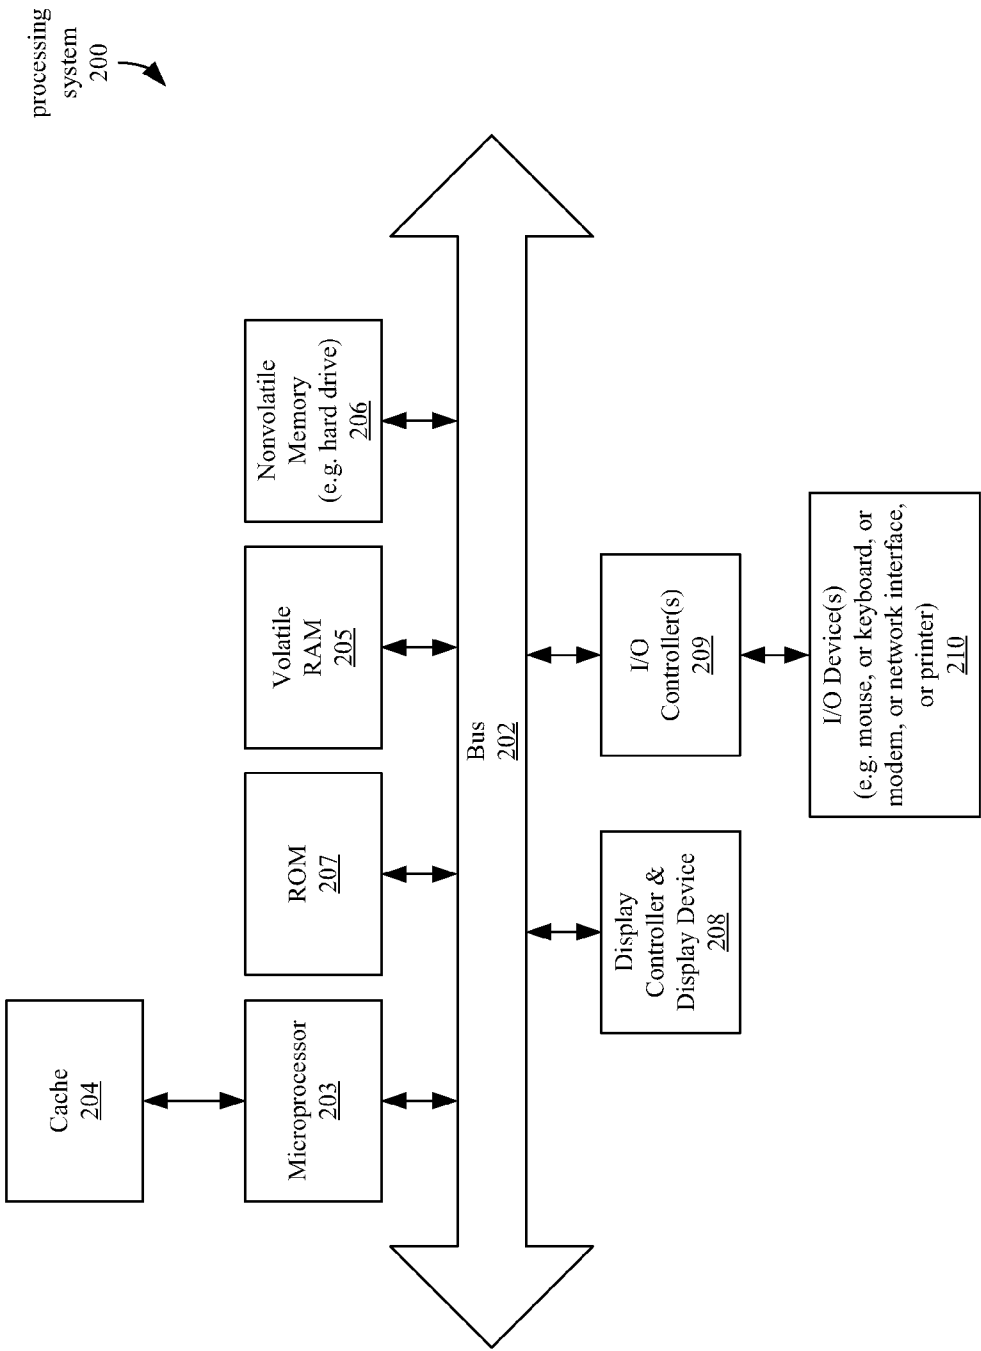 processing
system
200
Cache
204
Microprocessor
203
ROM
207
Volatile
RAM
205
Nonvolatile
Memory
(e.g. hard drive)
206
Bus
202
Display
Controller &
Display Device
208
I/O
Controller(s)
209
I/O Device(s)
(e.g. mouse, or keyboard, or
modem, or network interface,
or printer)
210